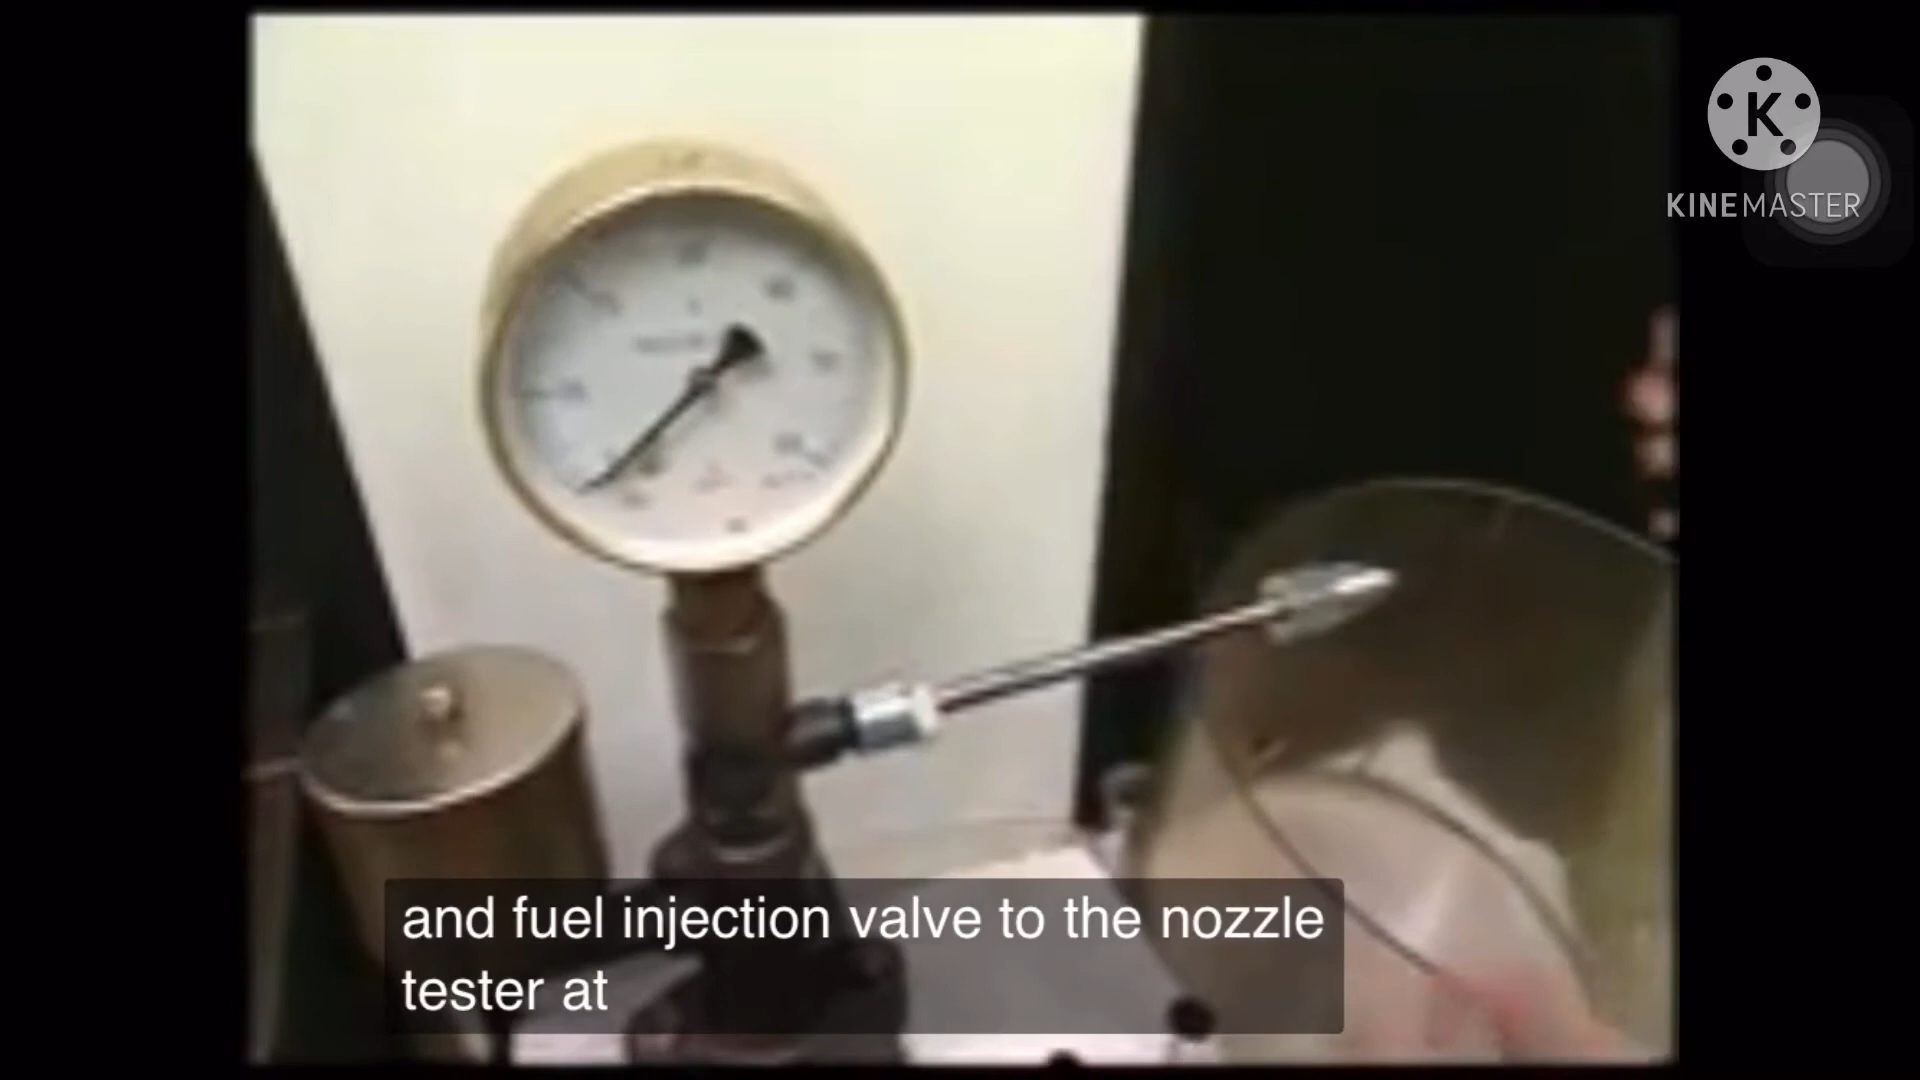 K
KINEMASTER
and fuel injection valve to the nozzle
tester at